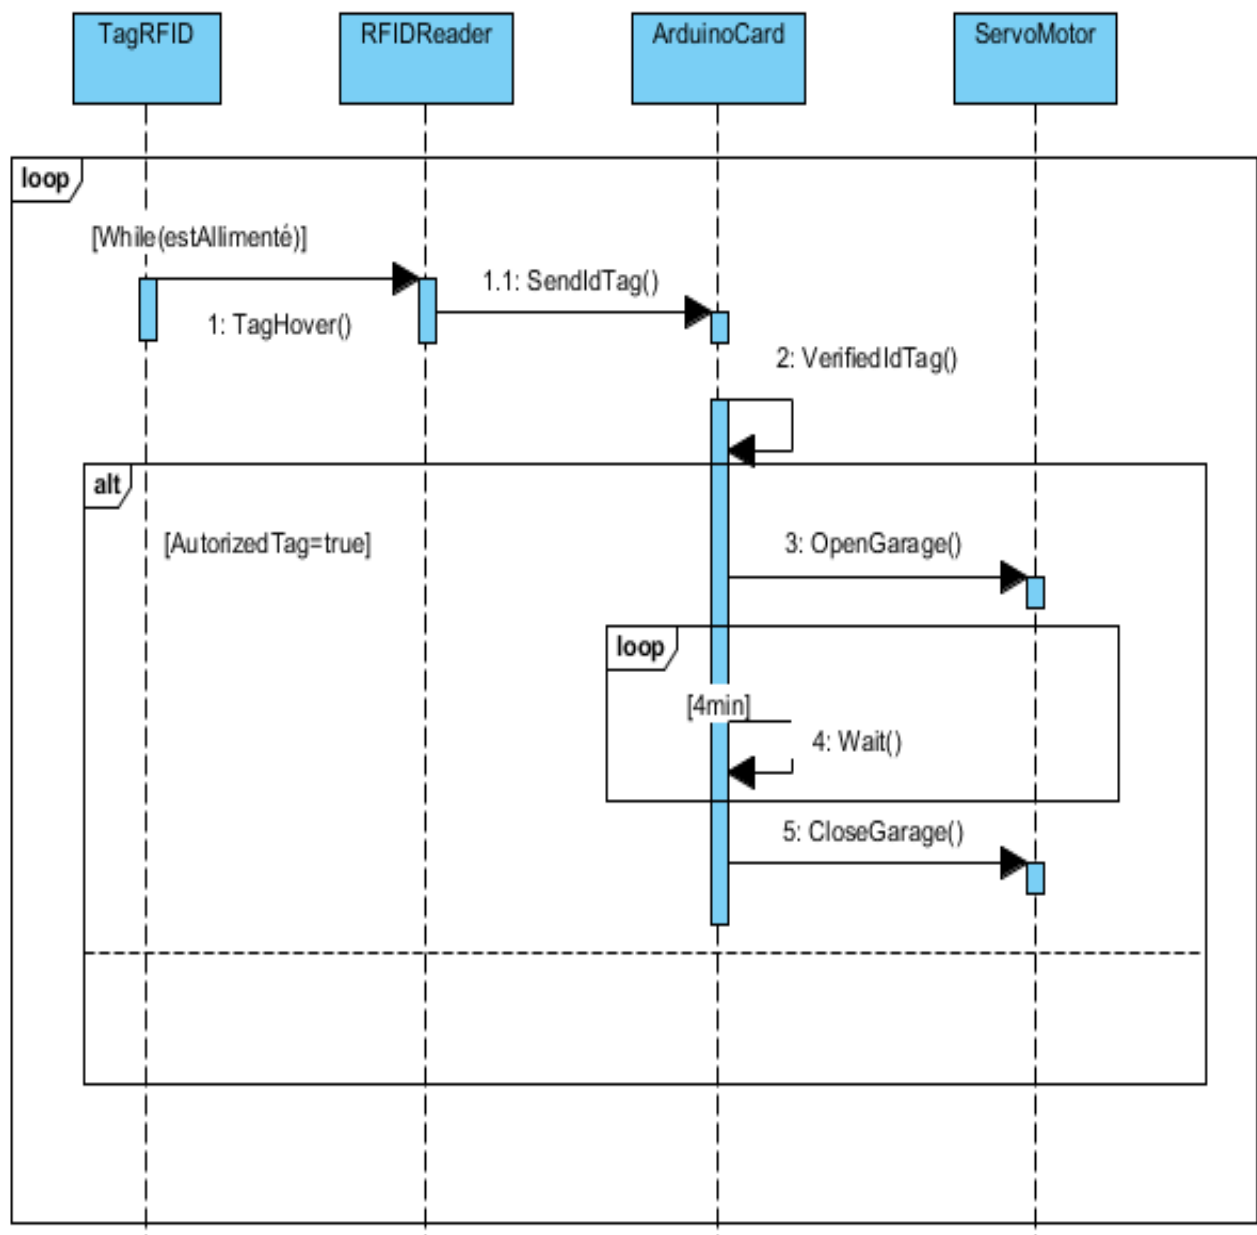 TagRFID
RFIDReader
ArduinoCard
ServoMotor
loop
[While(estAllimenté)]
1: TagHover()
1.1: SendIdTag()
2: VerifiedIdTag()
alt
[AutorizedTag=true]
3: OpenGarage()
loop
[4min]
4: Wait()
5: CloseGarage()